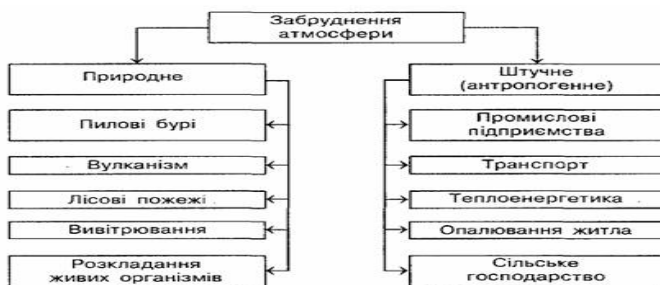 Забруднення
атмосфери
Природне
Пилові бурі
Вулканізм
Лісові пожежі
Вивітрювання
Розкладання
живих організмів
Штучне
(антропогенне)
Промислові
підприємства
Транспорт
Теплоенергетика
Опалювання житла
Сільське
господарство